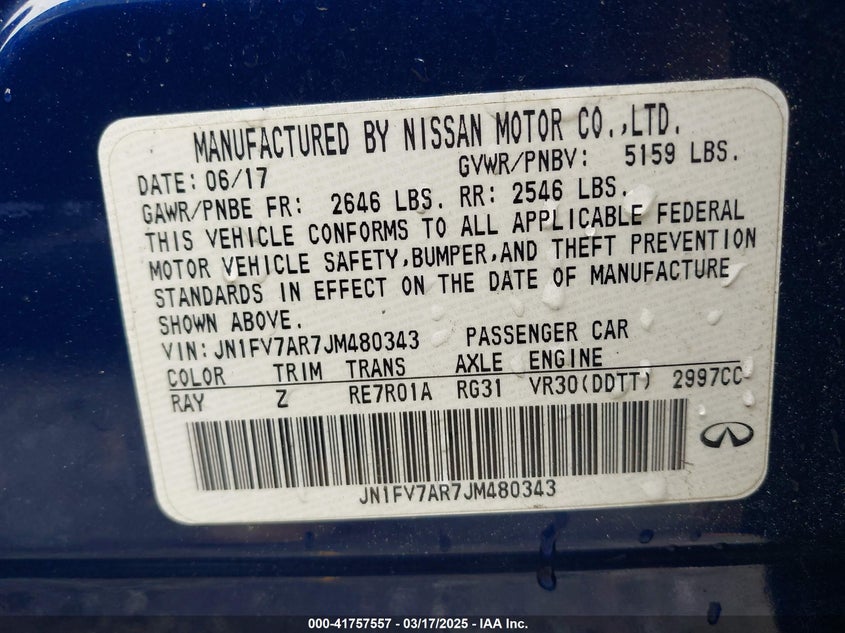 MANUFACTURED BY NISSAN MOTOR CO.,LTD.
DATE: 06/17 GVWR/PNBV: 5159 LBS.
GAWR/PNBE FR: 2646 LBS. RR: 2546 LBS.
THIS VEHICLE CONFORMS TO ALL APPLICABLE FEDERAL
MOTOR VEHICLE SAFETY,BUMPER,AND THEFT PREVENTION
STANDARDS IN EFFECT ON THE DATE OF MANUFACTURE
SHOWN ABOVE.
VIN:JN1FV7AR7JM480343 PASSENGER CAR
COLOR TRIM TRANS AXLE ENGINE
RAY Z RE7R01A RG31 VR30(DDTT) 2997CC
JN1FV7AR7JM480343
000-41757557 - 03/17/2025 - IAA Inc.